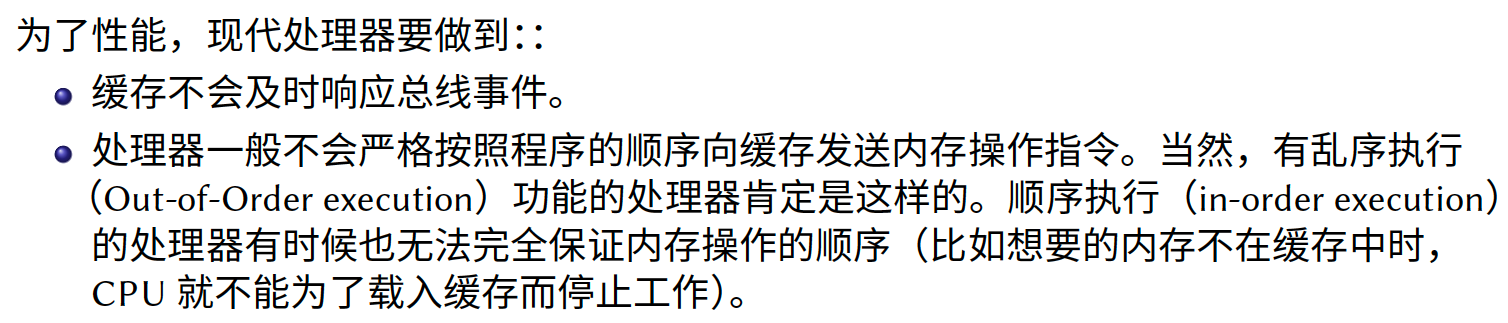 为了性能，现代处理器要做到：：
缓存不会及时响应总线事件。
处理器一般不会严格按照程序的顺序向缓存发送内存操作指令。当然，有乱序执行
（Out-of-Order execution）功能的处理器肯定是这样的。顺序执行（in-order execution）
的处理器有时候也无法完全保证内存操作的顺序（比如想要的内存不在缓存中时，
CPU 就不能为了载入缓存而停止工作）。